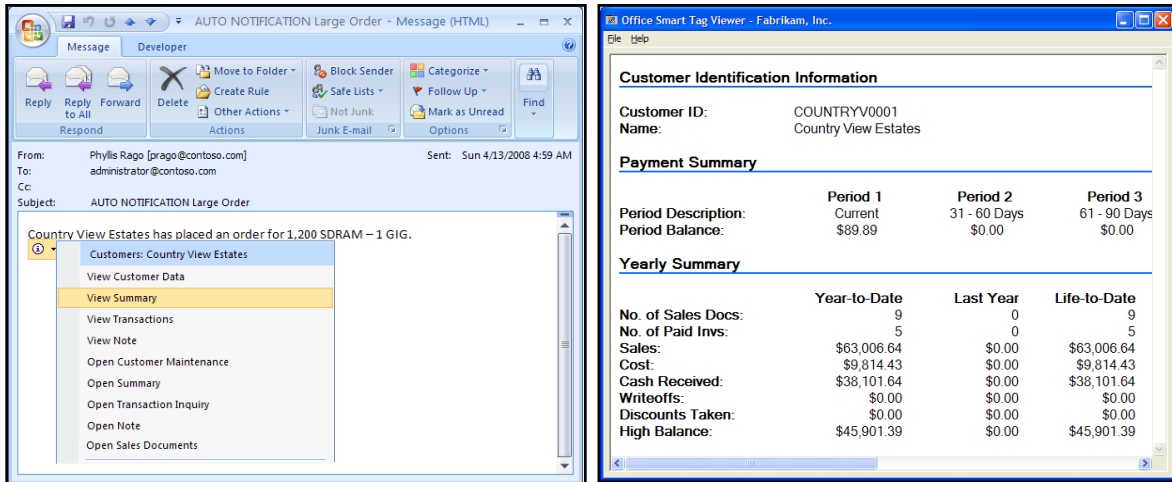 AUTO NOTIFICATION Large Order - Message (HTML)
Message Developer
Reply
Reply to All
Forward
Respond
Delete
Move to Folder
Create Rule
Other Actions
Actions
Block Sender
Safe Lists
Not Junk
Junk E-mail
Categorize
Follow Up
Mark as Unread
Options
Find
From: Phyllis Rago [prago@contoso.com] Sent: Sun 4/13/2008 4:59 AM
To: administrator@contoso.com
Cc:
Subject: AUTO NOTIFICATION Large Order
Country View Estates has placed an order for 1,200 SDRAM – 1 GIG.
Customers: Country View Estates
View Customer Data
View Summary
View Transactions
View Note
Open Customer Maintenance
Open Summary
Open Transaction Inquiry
Open Note
Open Sales Documents
Office Smart Tag Viewer - Fabrikam, Inc.
File Help
Customer Identification Information
Customer ID: COUNTRYV0001
Name: Country View Estates
Payment Summary
Period 1 Period 2 Period 3
Period Description: Current 31 - 60 Days 61 - 90 Days
Period Balance: $89.89 $0.00 $0.00
Yearly Summary
Year-to-Date Last Year Life-to-Date
No. of Sales Docs: 9 0 9
No. of Paid Invs: 5 0 5
Sales: $63,006.64 $0.00 $63,006.64
Cost: $9,814.43 $0.00 $9,814.43
Cash Received: $38,101.64 $0.00 $38,101.64
Writeoffs: $0.00 $0.00 $0.00
Discounts Taken: $0.00 $0.00 $0.00
High Balance: $45,901.39 $0.00 $45,901.39